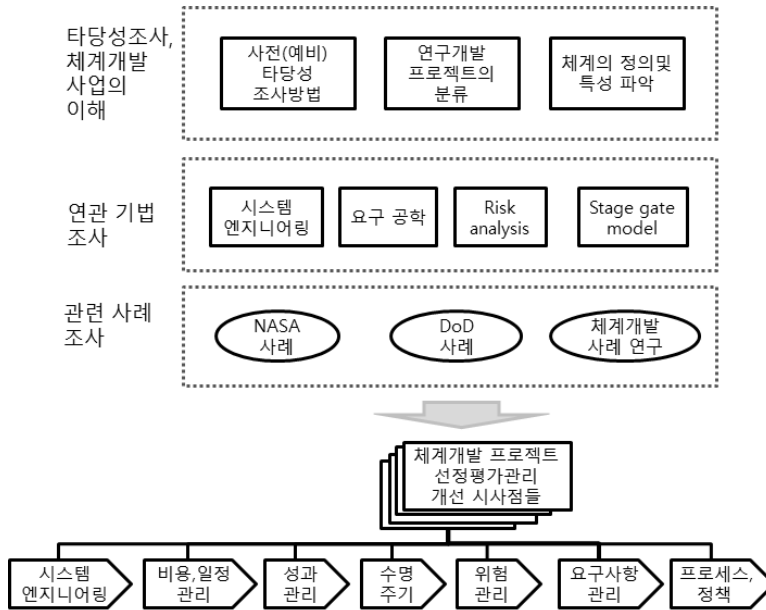 타당성조사,
체계개발
사업의
이해
사전(예비)
타당성
조사방법
연구개발
프로젝트의
분류
체계의 정의및
특성 파악
연관 기법
조사
시스템
엔지니어링
요구 공학
Risk
analysis
Stage gate
model
관련 사례
조사
NASA
사례
DoD
사례
체계개발
사례 연구
체계개발 프로젝트
선정평가관리
개선 시사점들
시스템
엔지니어링
비용,일정
관리
성과
관리
수명
주기
위험
관리
요구사항
관리
프로세스,
정책